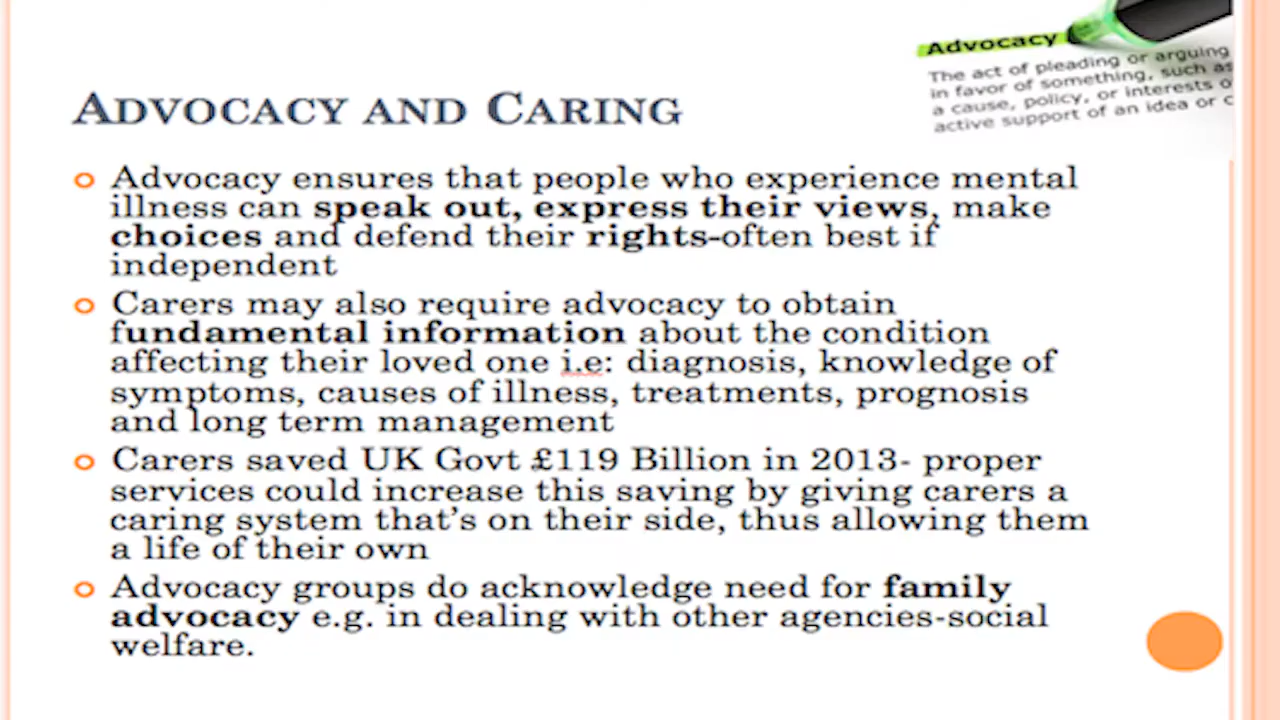 Advocacy
The act of pleading or arguing
in favor of something, such as
a cause, policy, or interests
active support of an idea or
ADVOCACY AND CARING
Advocacy ensures that people who experience mental
illness can speak out, express their views, make
choices and defend their rights-often best if
independent
Carers may also require advocacy to obtain
fundamental information about the condition
affecting their loved one i.e: diagnosis, knowledge of
symptoms, causes of illness, treatments, prognosis
and long term management
Carers saved UK Govt £119 Billion in 2013- proper
services could increase this saving by giving carers a
caring system that's on their side, thus allowing them
a life of their own
Advocacy groups do acknowledge need for family
advocacy e.g. in dealing with other agencies-social
welfare.